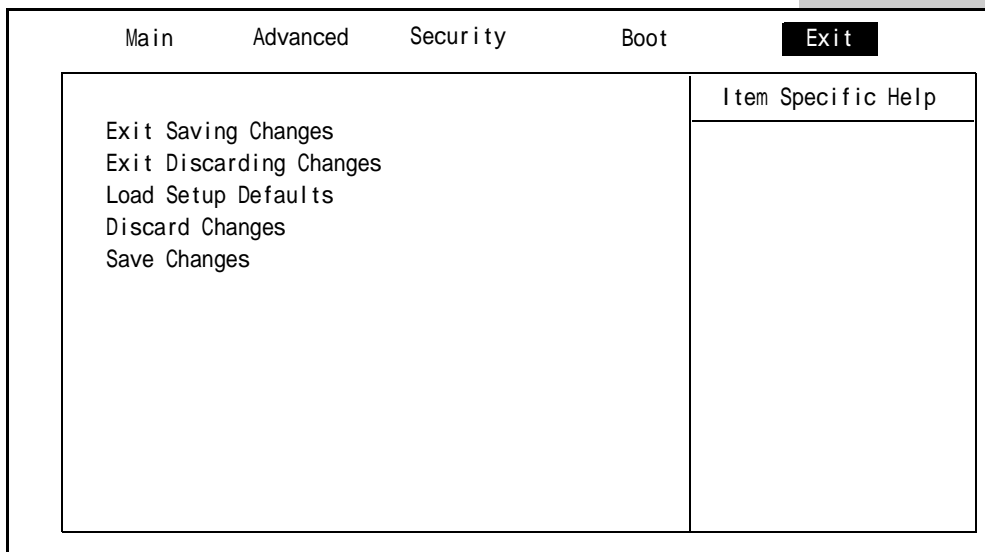 Main Advanced Security Boot Exit
Item Specific Help
Exit Saving Changes
Exit Discarding Changes
Load Setup Defaults
Discard Changes
Save Changes